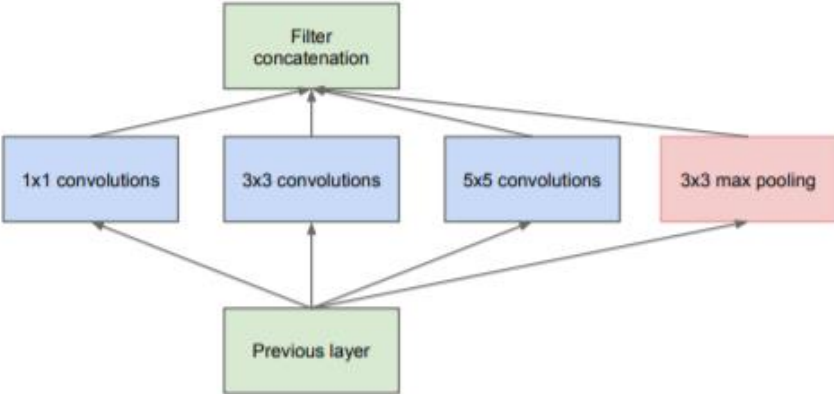 Filter
concatenation
1x1 convolutions
3x3 convolutions
5x5 convolutions
3x3 max pooling
Previous layer